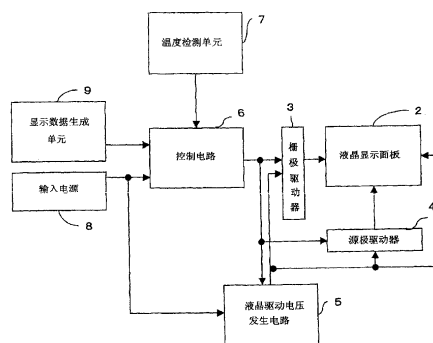 7
温度检测单元
9
显示数据生成
单元
6
控制电路
3
栅极驱动器
2
液晶显示面板
输入电源
8
4
源极驱动器
液晶驱动电压
发生电路
5